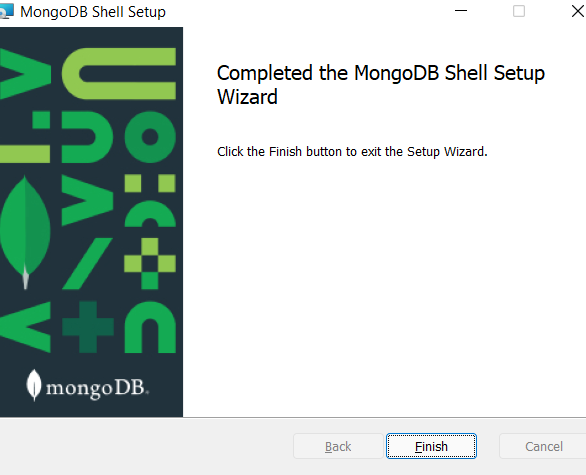 MongoDB Shell Setup
Completed the MongoDB Shell Setup
Wizard
Click the Finish button to exit the Setup Wizard.
mongoDB.
Back
Finish
Cancel